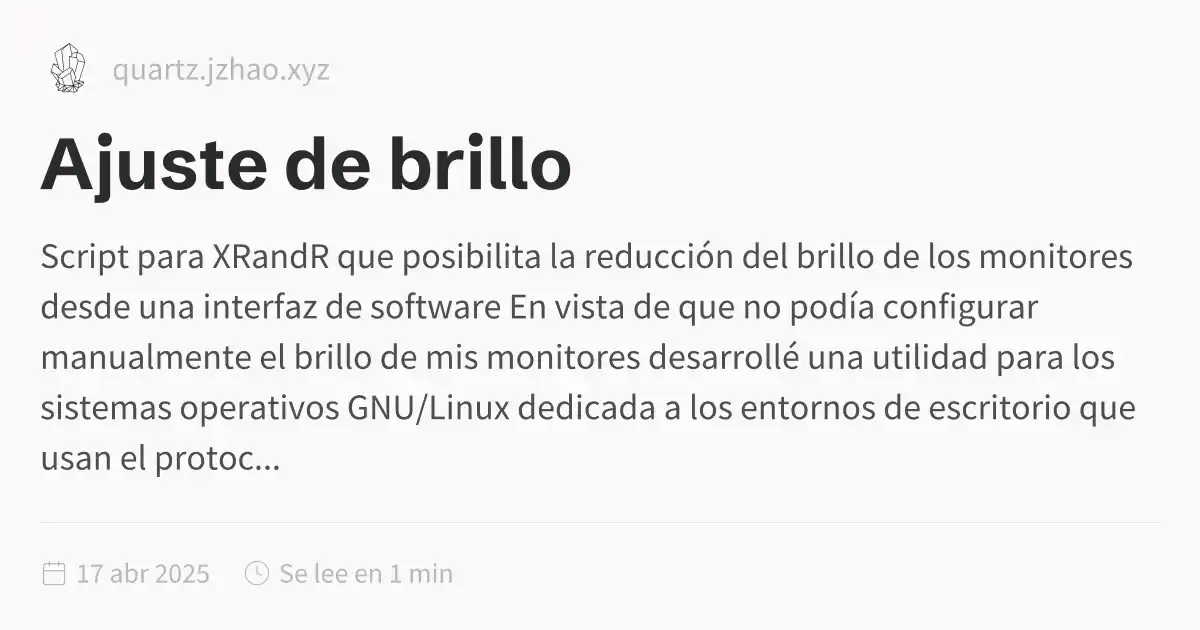 quartz.jzhao.xyz
Ajuste de brillo
Script para XRandR que posibilita la reducción del brillo de los monitores
desde una interfaz de software En vista de que no podía configurar
manualmente el brillo de mis monitores desarrollé una utilidad para los
sistemas operativos GNU/Linux dedicada a los entornos de escritorio que
usan el protoc...
17 abr 2025 Se lee en 1 min